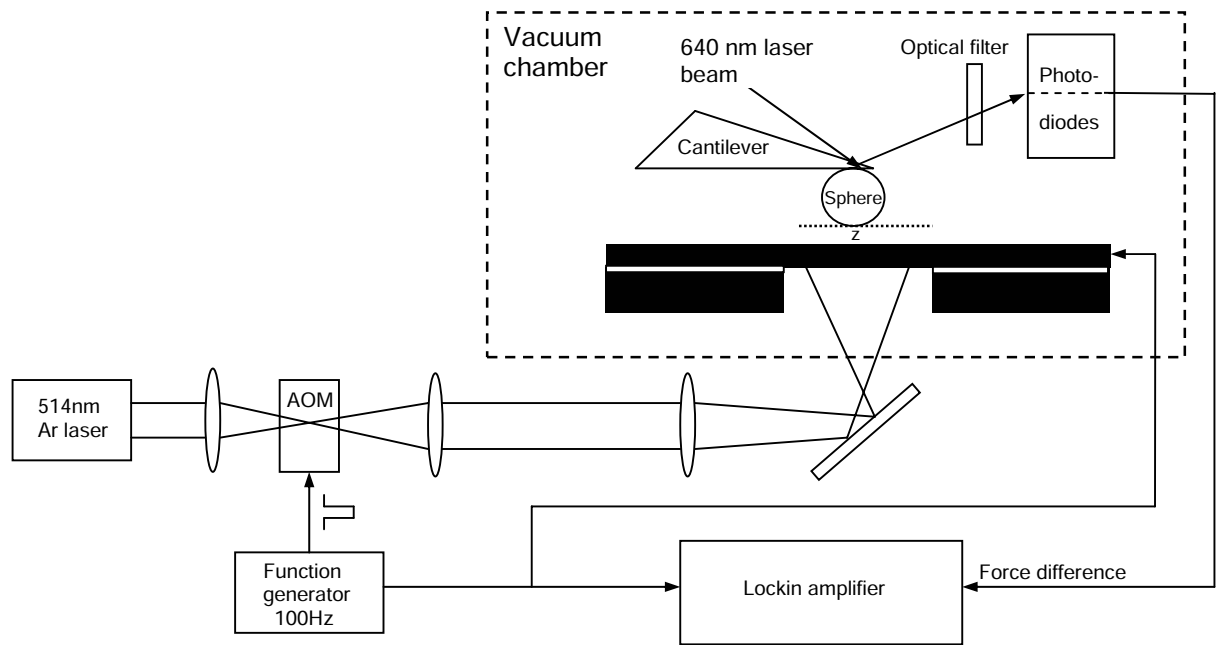 Vacuum
chamber
640 nm laser
beam
Optical filter
Photo-
diodes
Cantilever
Sphere
z
514nm
Ar laser
AOM
Function
generator
100Hz
Lockin amplifier
Force difference